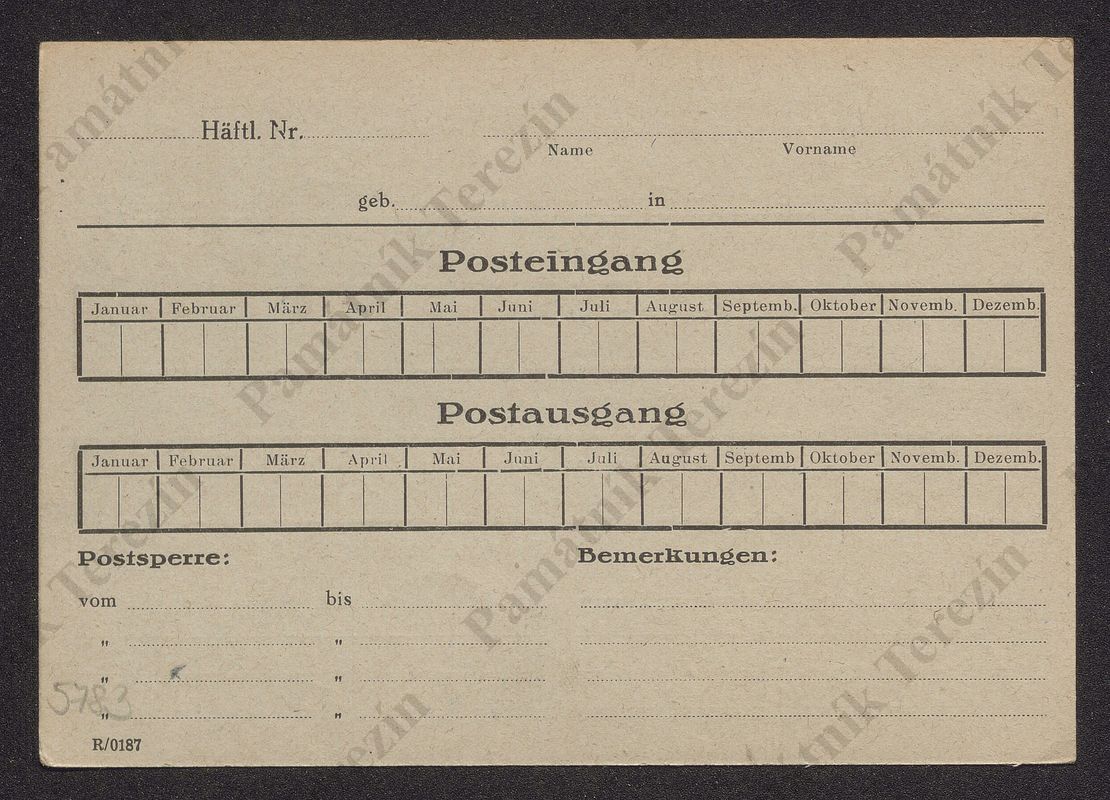 Häftl. Nr.
Name Vorname
geb. in
Posteingang
Januar Februar März April Mai Juni Juli August Septemb. Oktober Novemb. Dezemb.
Postausgang
Januar Februar März April Mai Juni Juli August Septemb Oktober Novemb. Dezemb.
Postsperre: Bemerkungen:
vom bis
" "
" "
" "
5783
R/0187
Památník Terezín